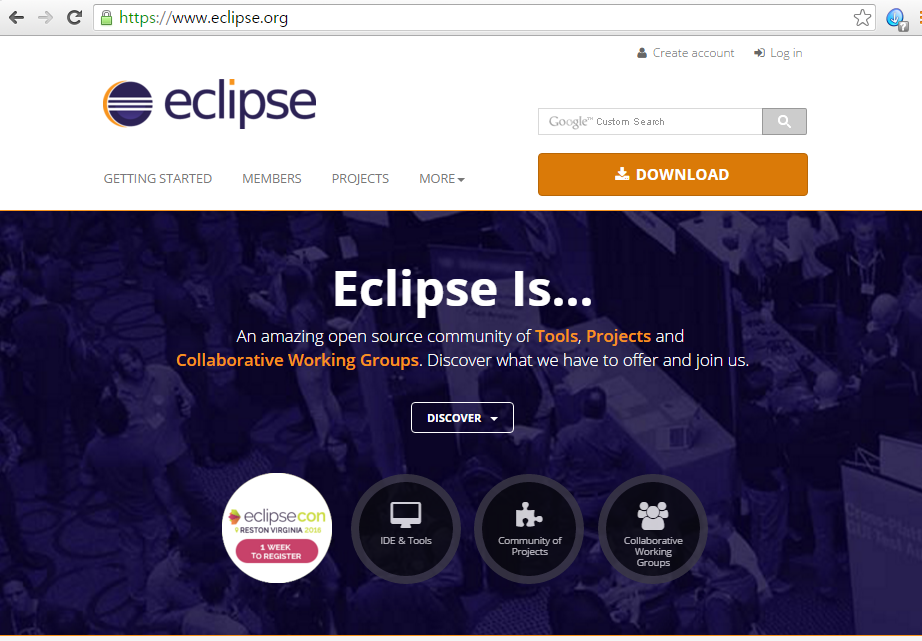 https://www.eclipse.org
Create account Log in
eclipse
Google™ Custom Search
GETTING STARTED MEMBERS PROJECTS MORE
DOWNLOAD
Eclipse Is...
An amazing open source community of Tools, Projects and
Collaborative Working Groups. Discover what we have to offer and join us.
DISCOVER
eclipsecon
RESTON VIRGINIA 2016
1 WEEK
TO REGISTER
IDE & Tools
Community of
Projects
Collaborative
Working
Groups